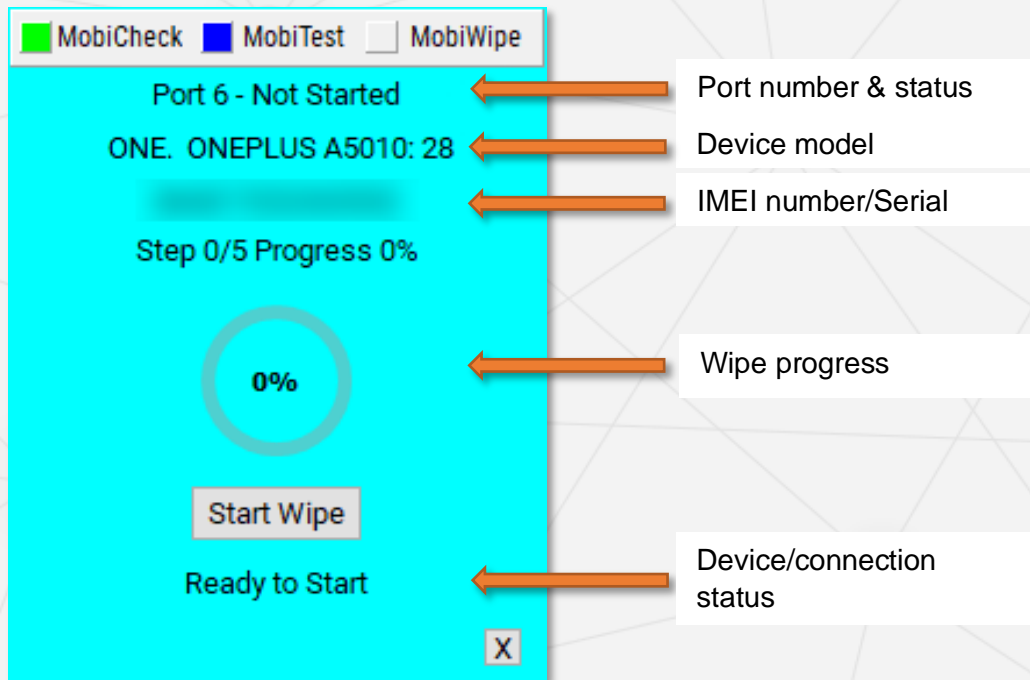 MobiCheck MobiTest MobiWipe
Port 6 - Not Started
Port number & status
ONE. ONEPLUS A5010: 28
Device model
IMEI number/Serial
Step 0/5 Progress 0%
0%
Wipe progress
Start Wipe
Ready to Start
Device/connection
status
X